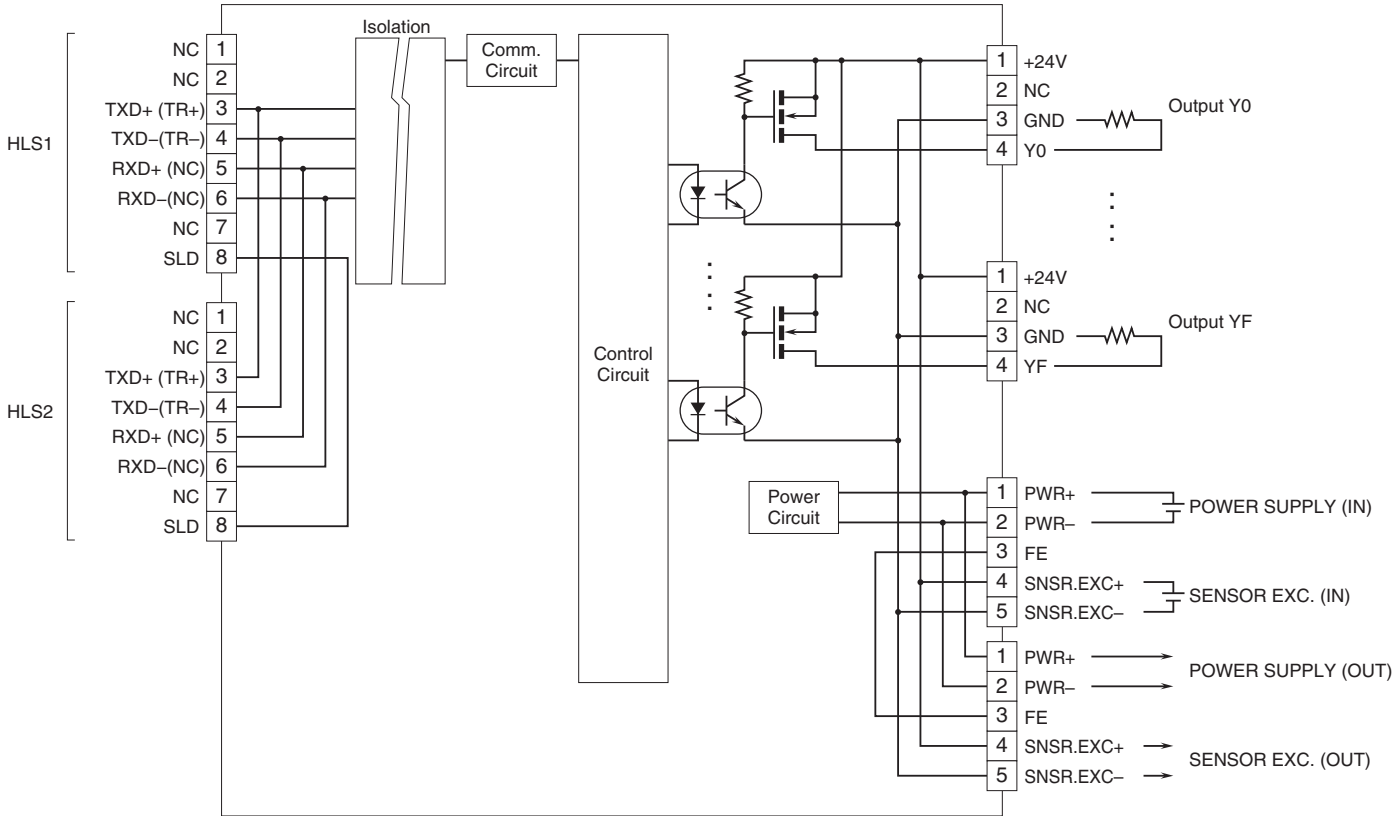 Isolation
HLS1
NC 1
NC 2
TXD+ (TR+) 3
TXD−(TR−) 4
RXD+ (NC) 5
RXD−(NC) 6
NC 7
SLD 8
HLS2
NC 1
NC 2
TXD+ (TR+) 3
TXD−(TR−) 4
RXD+ (NC) 5
RXD−(NC) 6
NC 7
SLD 8
Comm.
Circuit
Control
Circuit
Power
Circuit
1 +24V
2 NC
3 GND
4 Y0
Output Y0
1 +24V
2 NC
3 GND
4 YF
Output YF
1 PWR+
2 PWR−
3 FE
4 SNSR.EXC+
5 SNSR.EXC−
POWER SUPPLY (IN)
SENSOR EXC. (IN)
1 PWR+
2 PWR−
3 FE
4 SNSR.EXC+
5 SNSR.EXC−
POWER SUPPLY (OUT)
SENSOR EXC. (OUT)